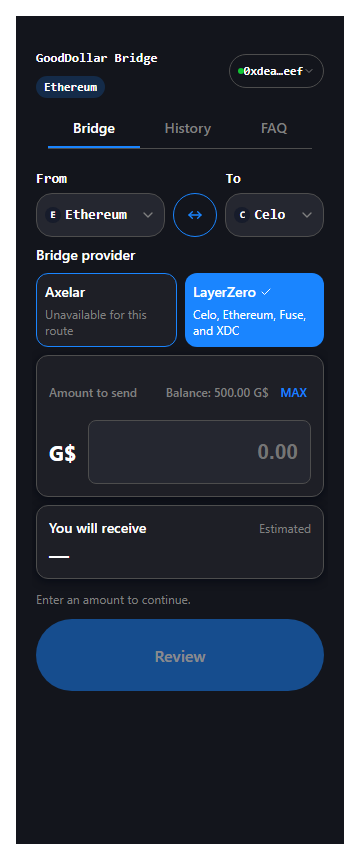 GoodDollar Bridge
0xdea…eef
Ethereum
Bridge History FAQ
From To
E Ethereum C Celo
Bridge provider
Axelar
Unavailable for this
route
LayerZero
Celo, Ethereum, Fuse,
and XDC
Amount to send Balance: 500.00 G$ MAX
G$ 0.00
You will receive Estimated
—
Enter an amount to continue.
Review